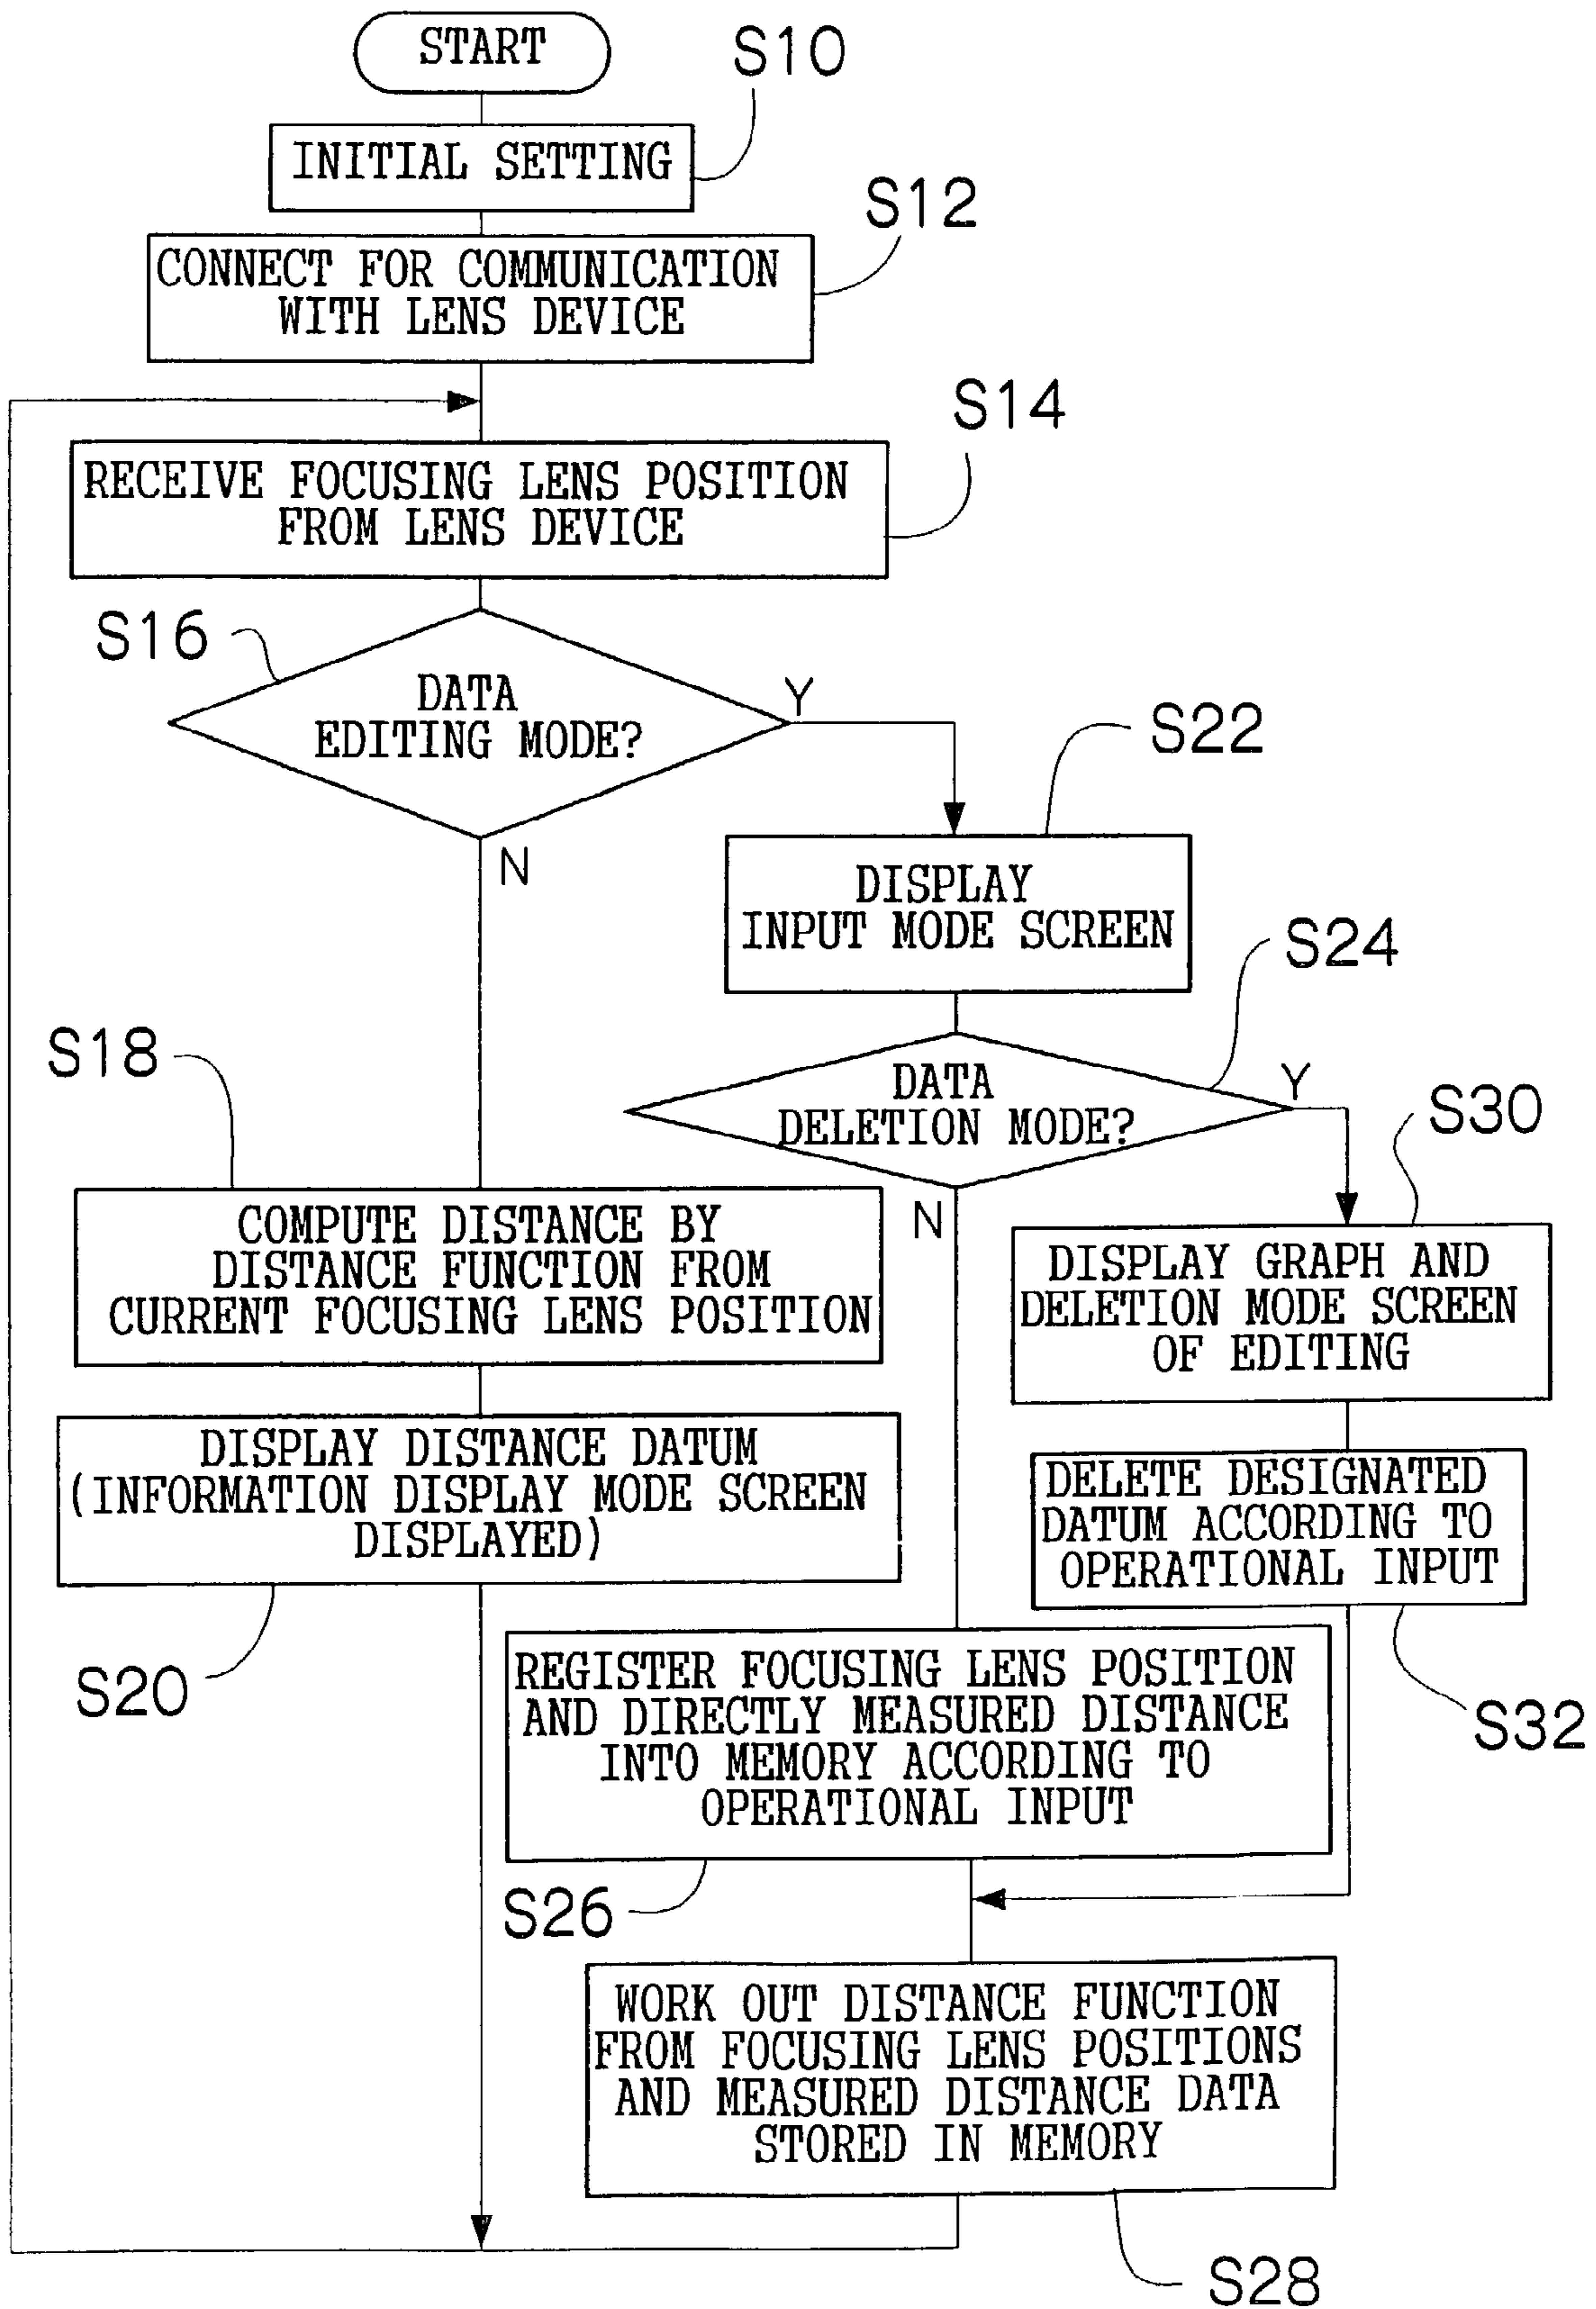 START
S10
INITIAL SETTING
S12
CONNECT FOR COMMUNICATION
WITH LENS DEVICE
S14
RECEIVE FOCUSING LENS POSITION
FROM LENS DEVICE
S16
DATA
EDITING MODE?
Y
N
S22
DISPLAY
INPUT MODE SCREEN
S24
DATA
DELETION MODE?
Y
N
S18
COMPUTE DISTANCE BY
DISTANCE FUNCTION FROM
CURRENT FOCUSING LENS POSITION
S30
DISPLAY GRAPH AND
DELETION MODE SCREEN
OF EDITING
DISPLAY DISTANCE DATUM
(INFORMATION DISPLAY MODE SCREEN
DISPLAYED)
S20
DELETE DESIGNATED
DATUM ACCORDING TO
OPERATIONAL INPUT
S32
REGISTER FOCUSING LENS POSITION
AND DIRECTLY MEASURED DISTANCE
INTO MEMORY ACCORDING TO
OPERATIONAL INPUT
S26
WORK OUT DISTANCE FUNCTION
FROM FOCUSING LENS POSITIONS
AND MEASURED DISTANCE DATA
STORED IN MEMORY
S28